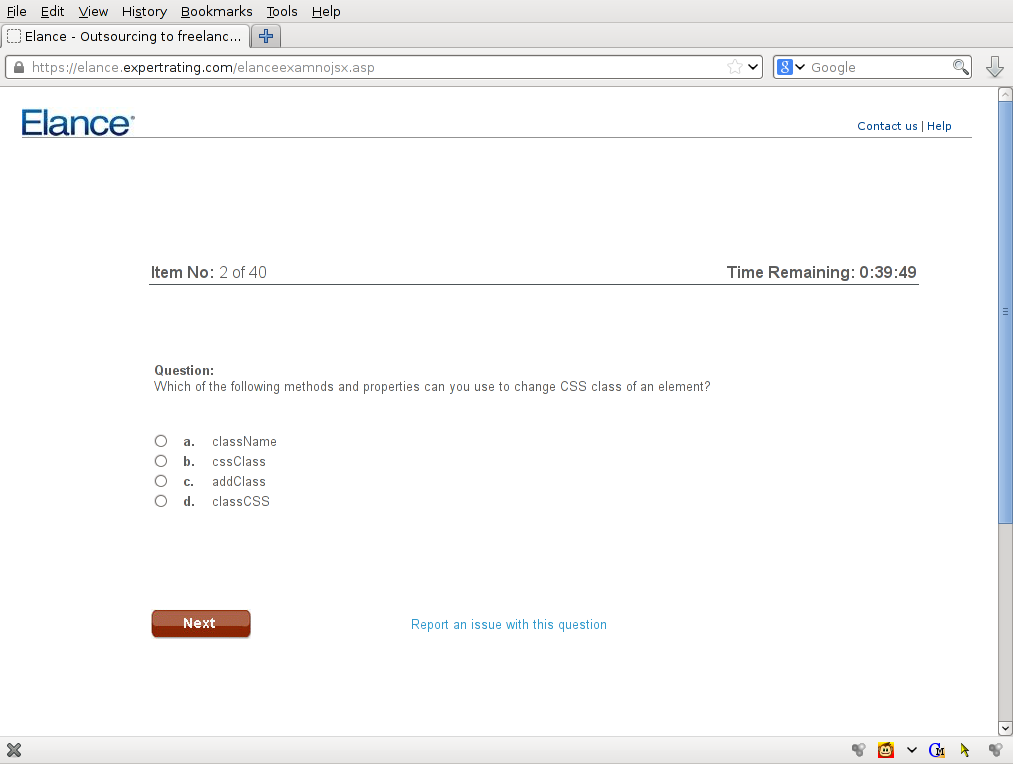 File Edit View History Bookmarks Tools Help
Elance - Outsourcing to freelanc...
https://elance.expertrating.com/elanceexamnojsx.asp
8 Google
Elance
Contact us | Help
Item No: 2 of 40
Time Remaining: 0:39:49
Question:
Which of the following methods and properties can you use to change CSS class of an element?
a. className
b. cssClass
c. addClass
d. classCSS
Next
Report an issue with this question
GM